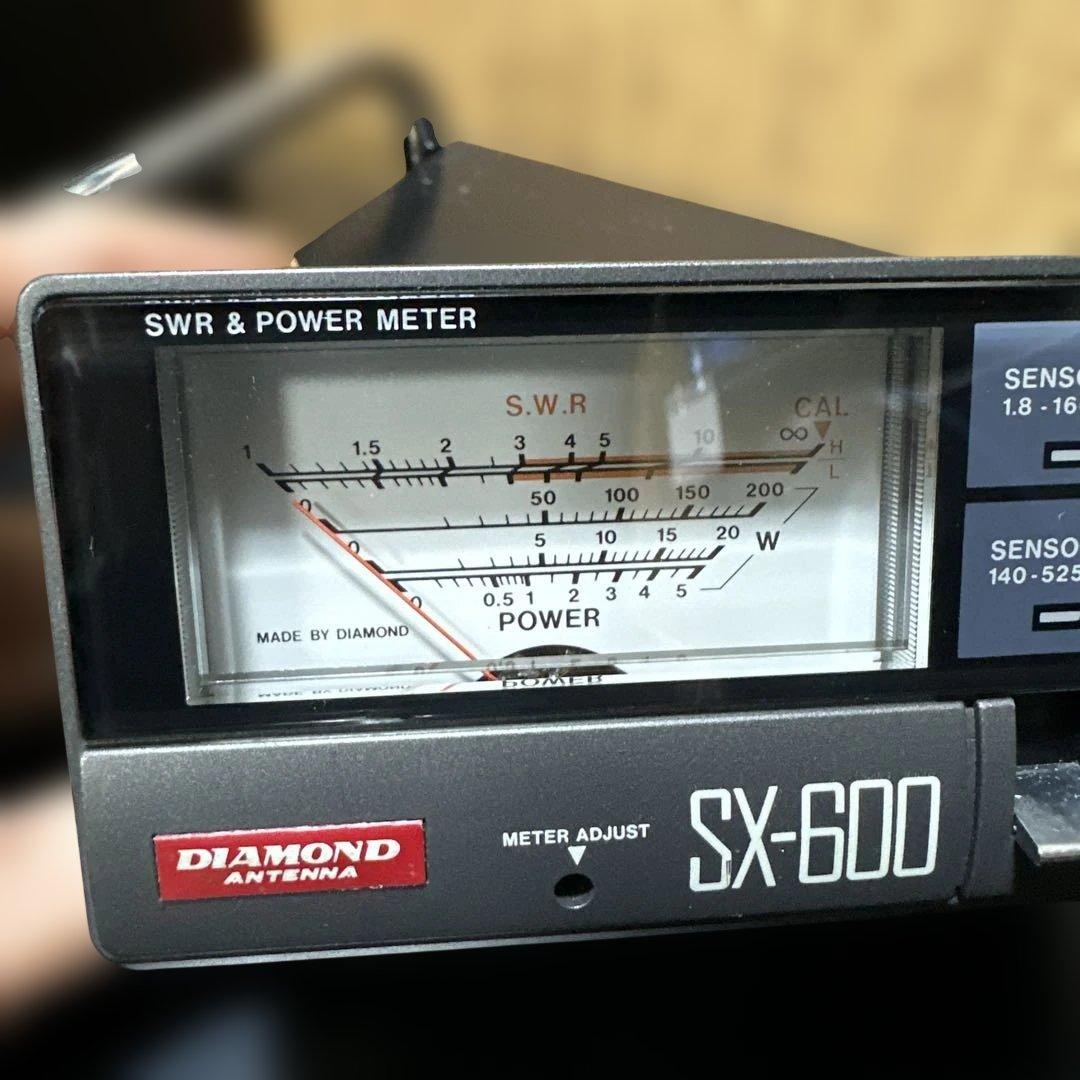 SWR & POWER METER
S.W.R
CAL
1 1.5 2 3 4 5 10 ∞
H
L
0 50 100 150 200
0 5 10 15 20
W
0 0.5 1 2 3 4 5
POWER
MADE BY DIAMOND
SENSO
1.8 - 16
SENSO
140-525
DIAMOND
ANTENNA
METER ADJUST
SX-600